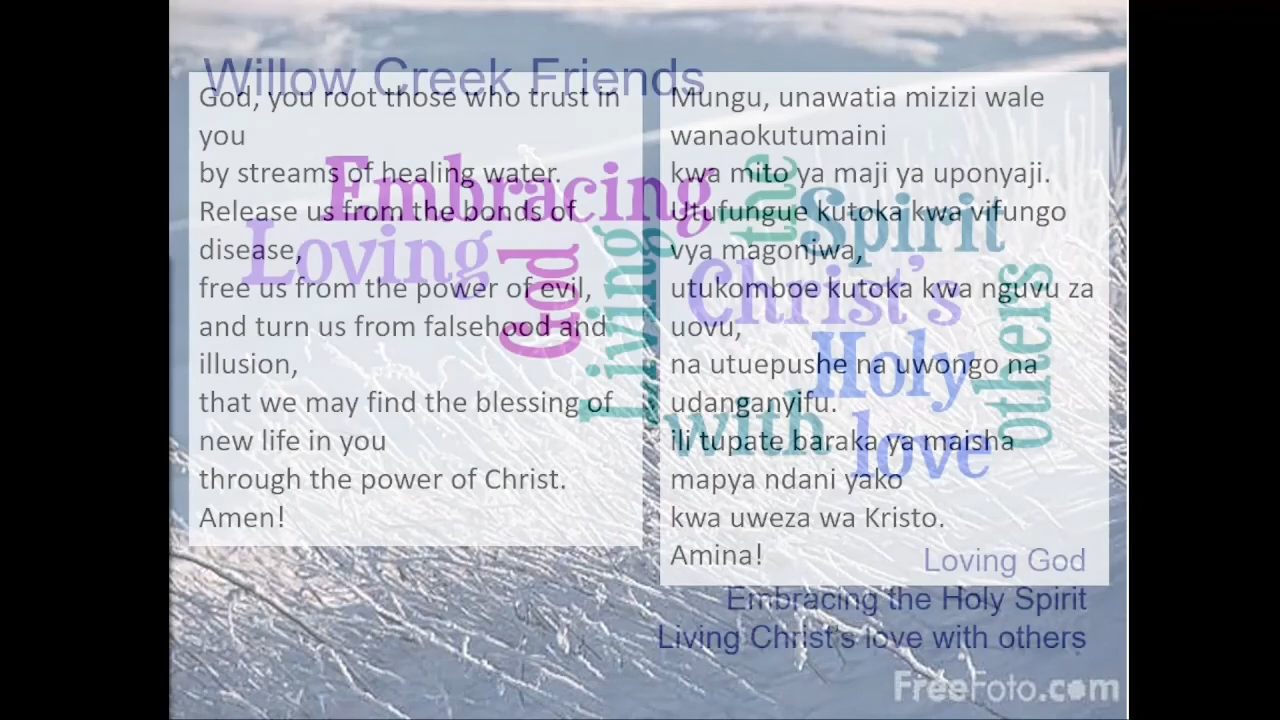 Willow Creek Friends
God, you root those who trust in
you
by streams of healing water.
Release us from the bonds of
disease,
free us from the power of evil,
and turn us from falsehood and
illusion,
that we may find the blessing of
new life in you
through the power of Christ.
Amen!
Mungu, unawatia mizizi wale
wanaokutumaini
kwa mito ya maji ya uponyaji.
Utufungue kutoka kwa vifungo
vya magonjwa,
utukomboe kutoka kwa nguvu za
uovu,
na utuepushe na uwongo na
udanganyifu.
ili tupate baraka ya maisha
mapya ndani yako
kwa uweza wa Kristo.
Amina!
Loving
God
Embracing
the
Holy
Spirit
Living
Christ's
love
with
others
Loving God
Embracing the Holy Spirit
Living Christ's love with others
FreeFoto.com